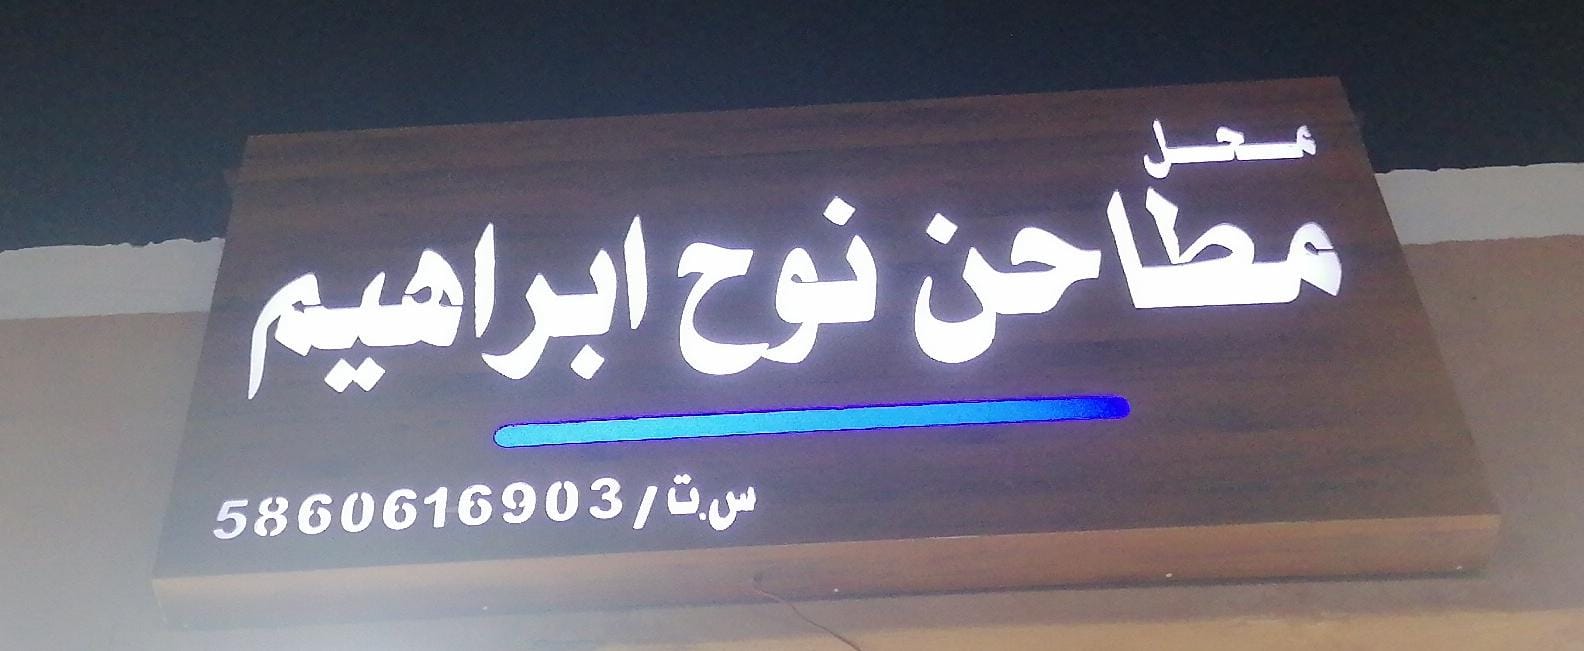 محل
مطاحن نوح ابراهيم
س.ت/5860616903